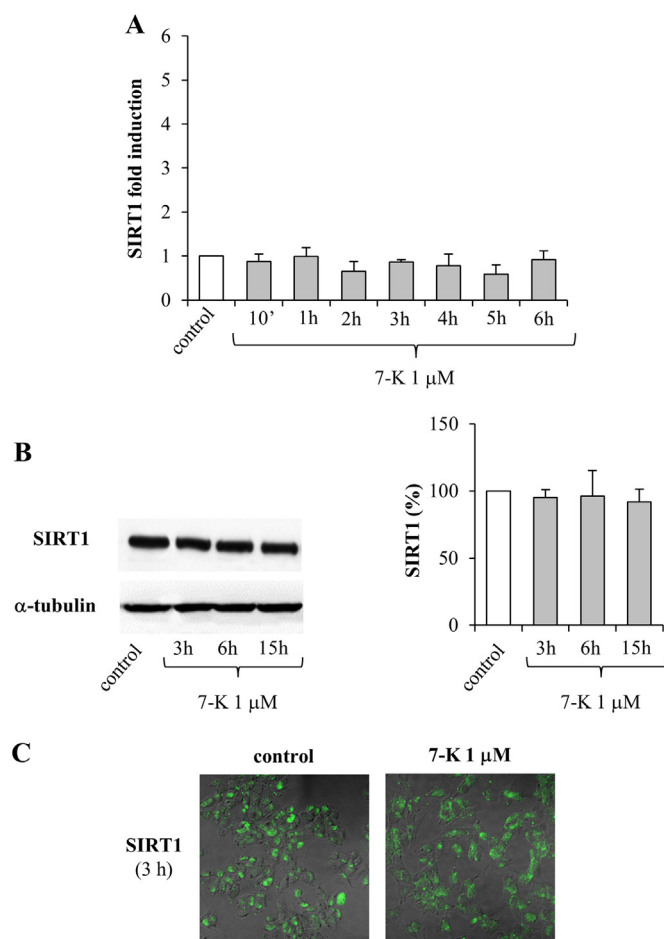 A
SIRT1 fold induction
6
5
4
3
2
1
0
control
10’ 1h 2h 3h 4h 5h 6h
7-K 1 μM
B
SIRT1
α-tubulin
control
3h 6h 15h
7-K 1 μM
SIRT1 (%)
150
100
50
0
control
3h 6h 15h
7-K 1 μM
C
control 7-K 1 μM
SIRT1
(3 h)